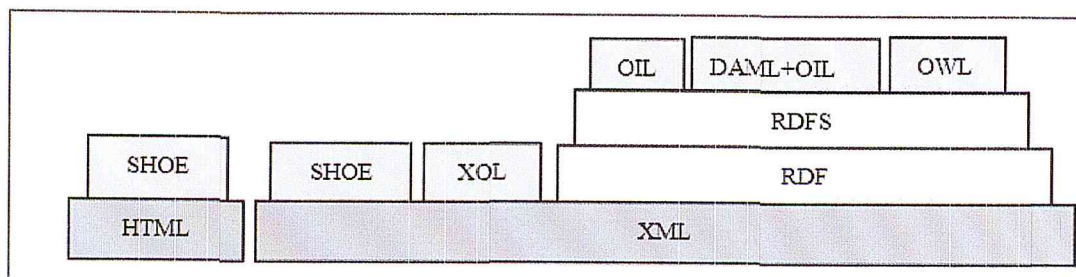 OIL DAML+OIL OWL
RDFS
SHOE SHOE XOL RDF
HTML XML